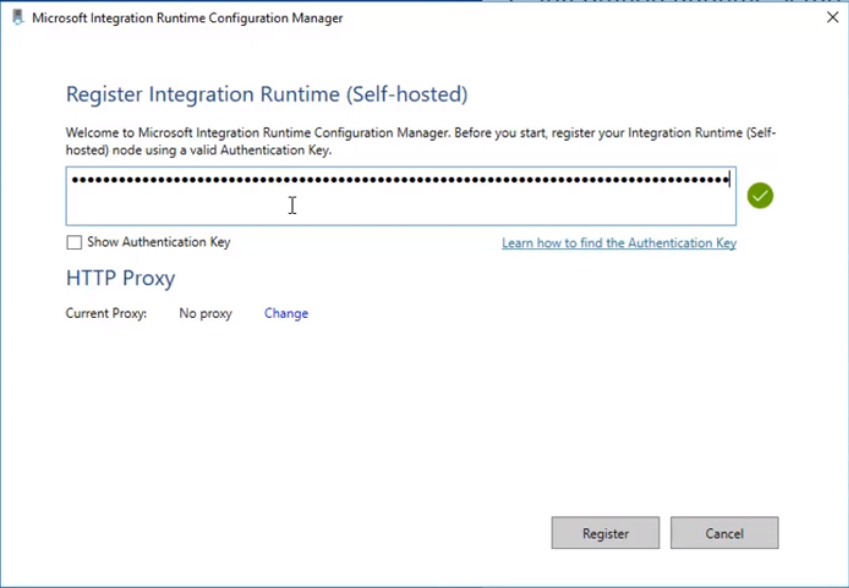 Microsoft Integration Runtime Configuration Manager
Register Integration Runtime (Self-hosted)
Welcome to Microsoft Integration Runtime Configuration Manager. Before you start, register your Integration Runtime (Self-
hosted) node using a valid Authentication Key.
Show Authentication Key
Learn how to find the Authentication Key
HTTP Proxy
Current Proxy: No proxy Change
Register Cancel